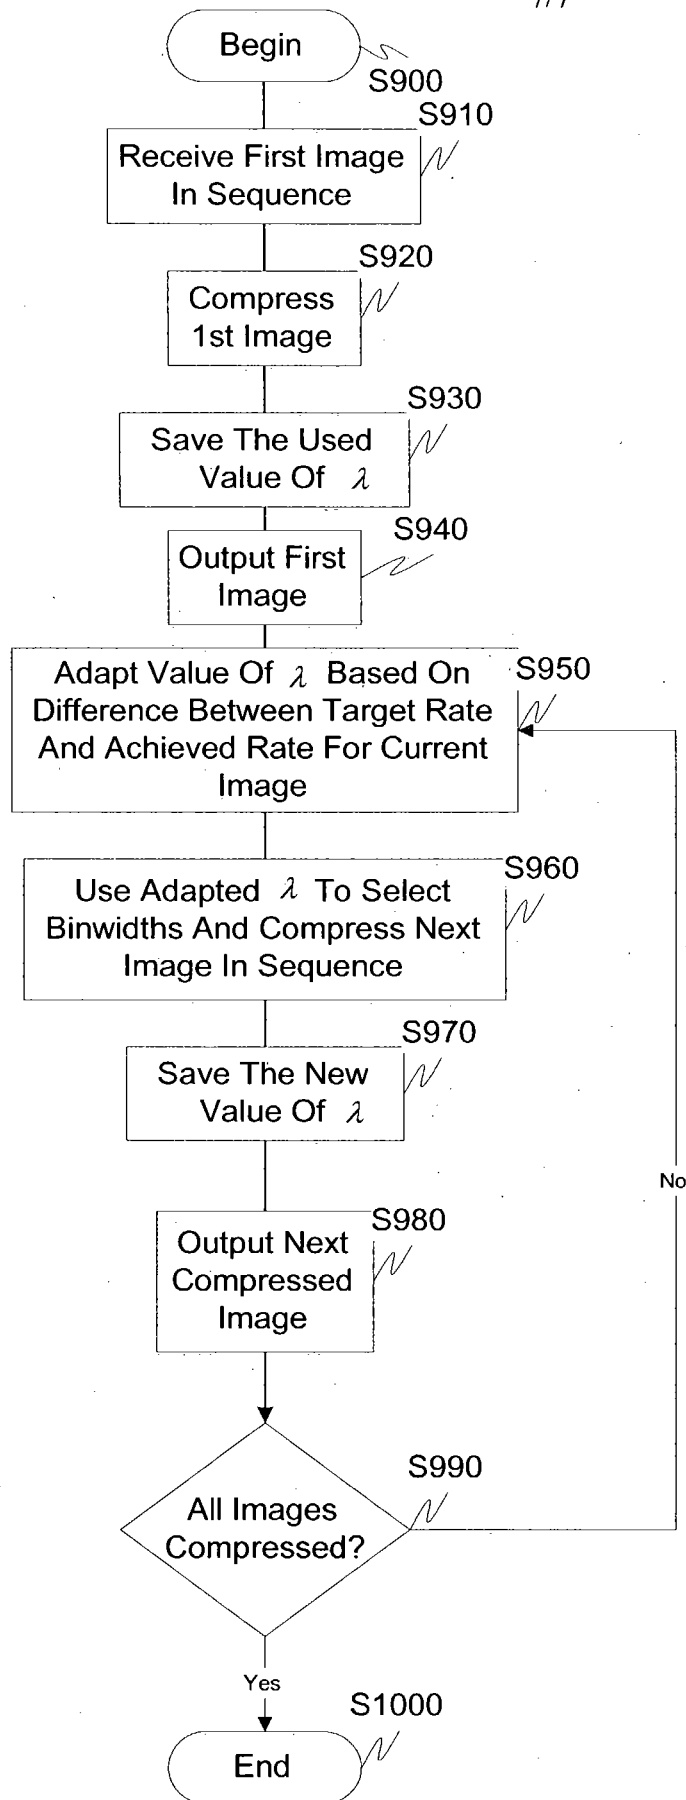 Begin
S900
S910
Receive First Image
In Sequence
S920
Compress
1st Image
S930
Save The Used
Value Of λ
S940
Output First
Image
S950
Adapt Value Of λ Based On
Difference Between Target Rate
And Achieved Rate For Current
Image
S960
Use Adapted λ To Select
Binwidths And Compress Next
Image In Sequence
S970
Save The New
Value Of λ
No
S980
Output Next
Compressed
Image
S990
All Images
Compressed?
Yes
S1000
End